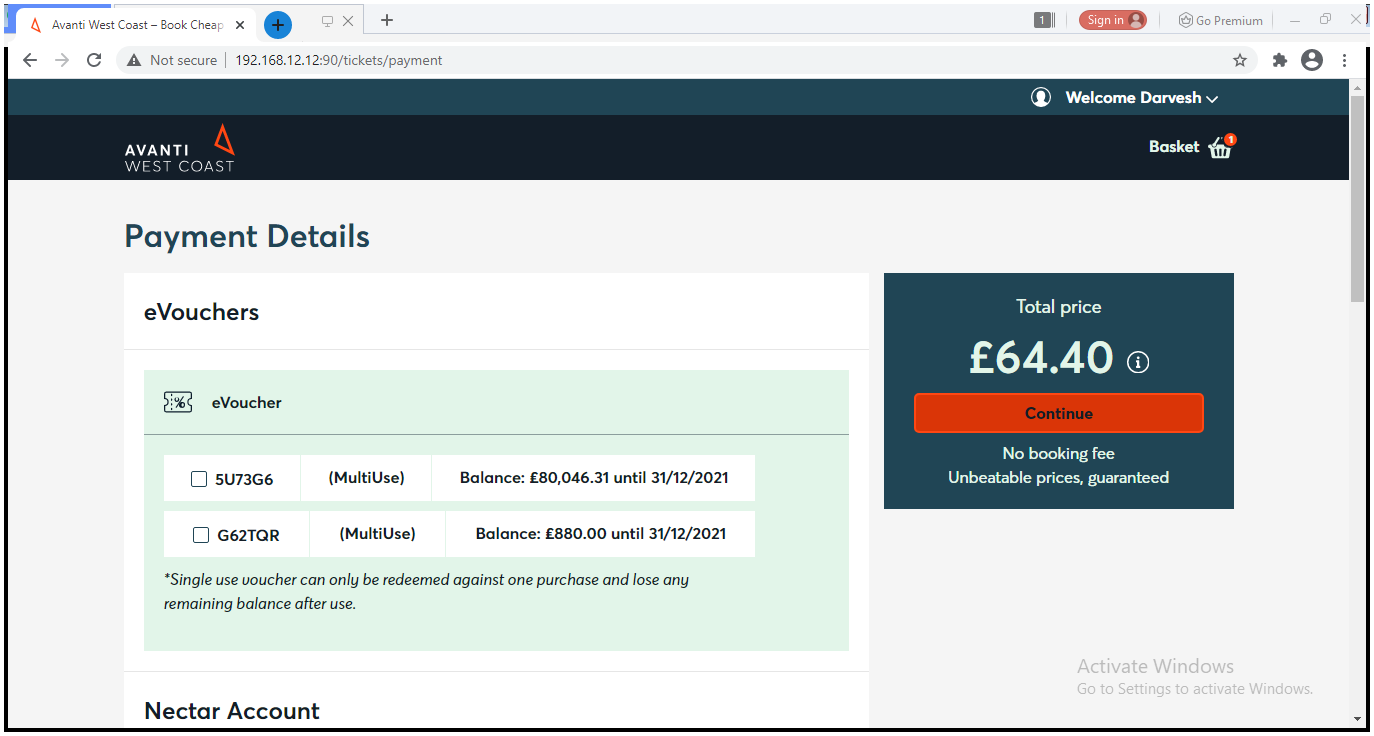 Avanti West Coast – Book Cheap
1
Sign in
Go Premium
Not secure
192.168.12.12:90/tickets/payment
Welcome Darvesh
AVANTI
WEST COAST
Basket
1
Payment Details
eVouchers
eVoucher
5U73G6 (MultiUse) Balance: £80,046.31 until 31/12/2021
G62TQR (MultiUse) Balance: £880.00 until 31/12/2021
*Single use voucher can only be redeemed against one purchase and lose any
remaining balance after use.
Nectar Account
Total price
£64.40
Continue
No booking fee
Unbeatable prices, guaranteed
Activate Windows
Go to Settings to activate Windows.